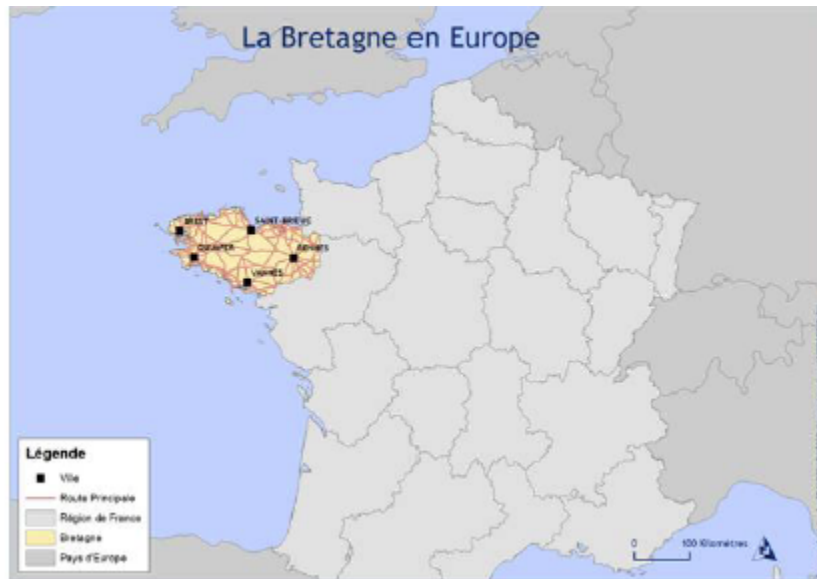 La Bretagne en Europe
BREST
SAINT-BRIEUC
QUIMPER
RENNES
VANNES
Légende
Ville
Route Principale
Région de France
Bretagne
Pays d'Europe
0 100 Kilomètres